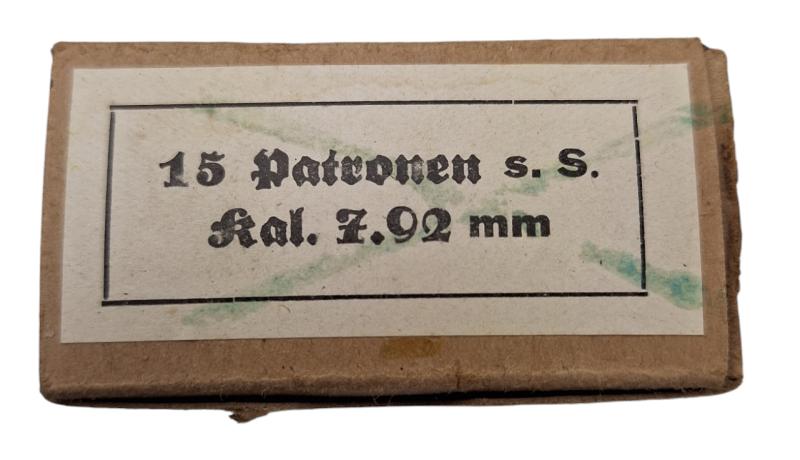 15 Patronen s. S.
Kal. 7.92 mm